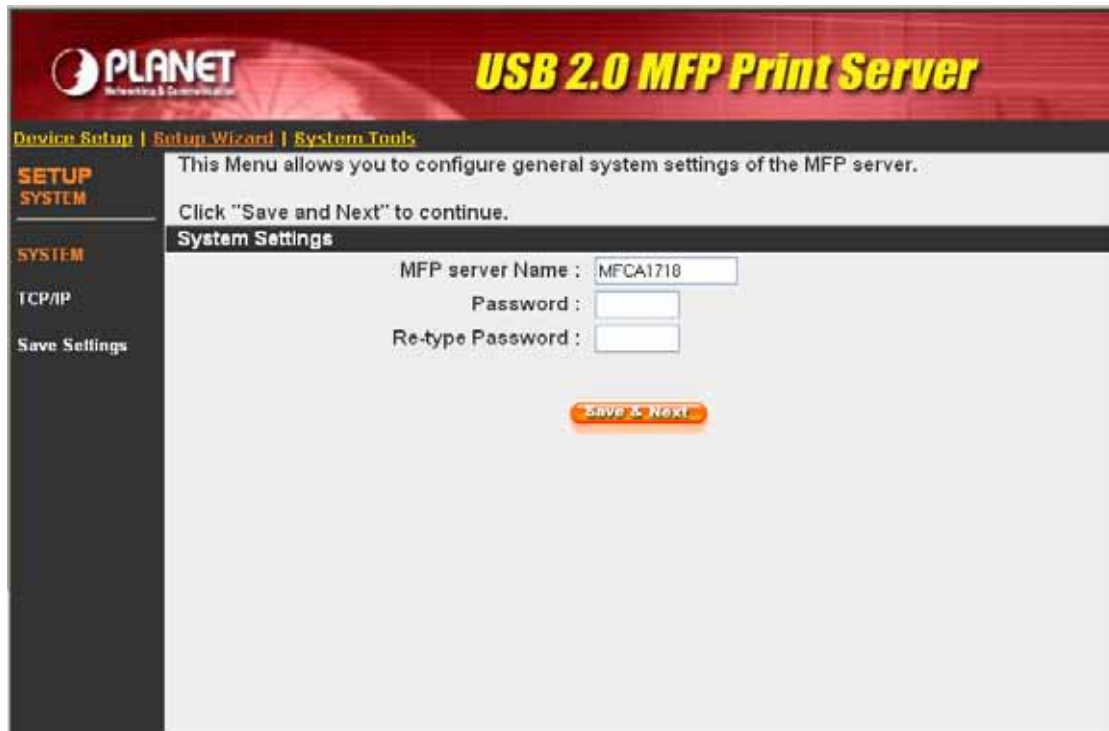 PLANET
Networking & Communication
USB 2.0 MFP Print Server
Device Setup | Setup Wizard | System Tools
SETUP
SYSTEM
This Menu allows you to configure general system settings of the MFP server.
Click "Save and Next" to continue.
System Settings
SYSTEM
TCP/IP
Save Settings
MFP server Name : MFCA1718
Password :
Re-type Password :
Save & Next